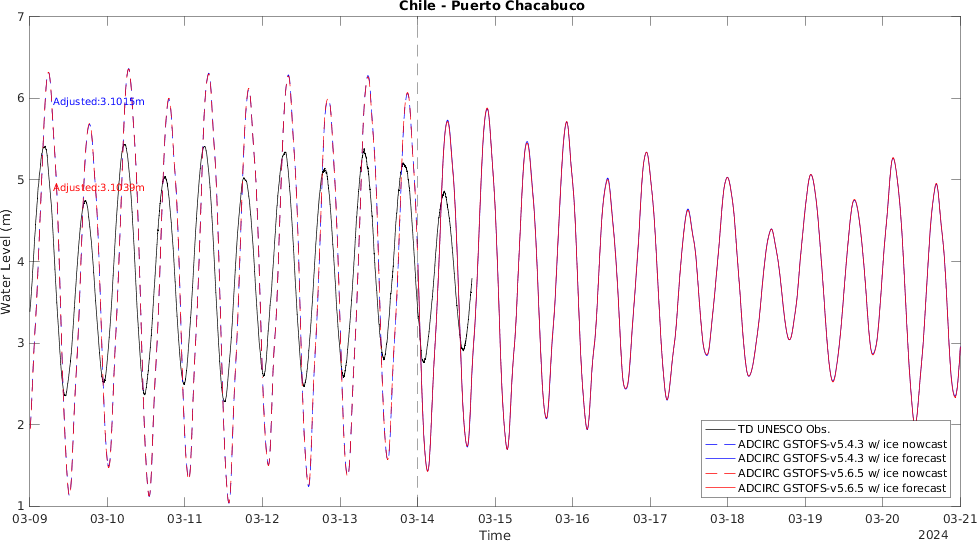 Chile - Puerto Chacabuco
7
6
5
4
3
2
1
Adjusted:3.1015m
Adjusted:3.1039m
Water Level (m)
TD UNESCO Obs.
ADCIRC GSTOFS-v5.4.3 w/ ice nowcast
ADCIRC GSTOFS-v5.4.3 w/ ice forecast
ADCIRC GSTOFS-v5.6.5 w/ ice nowcast
ADCIRC GSTOFS-v5.6.5 w/ ice forecast
03-09 03-10 03-11 03-12 03-13 03-14 03-15 03-16 03-17 03-18 03-19 03-20 03-21
Time
2024